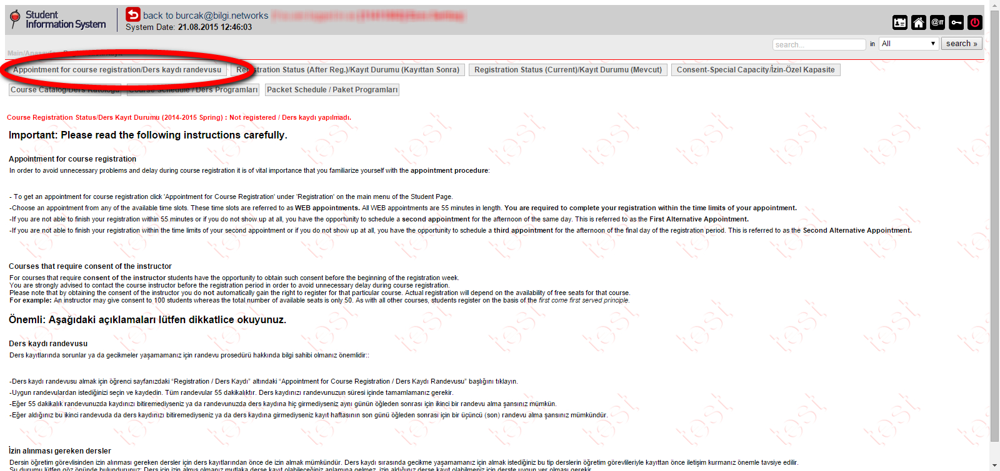 Student
Information System
back to burcak@bilgi.networks
System Date: 21.08.2015 12:46:03
@IT
search...
in
All
search »
Appointment for course registration/Ders kaydı randevusu
Registration Status (After Reg.)/Kayıt Durumu (Kayıttan Sonra)
Registration Status (Current)/Kayıt Durumu (Mevcut)
Consent-Special Capacity/İzin-Özel Kapasite
Course Catalog/Ders Kataloğu
Course Schedule / Ders Programları
Packet Schedule / Paket Programları
Course Registration Status/Ders Kayıt Durumu (2014-2015 Spring) : Not registered / Ders kaydı yapılmadı.
Important: Please read the following instructions carefully.
Appointment for course registration
In order to avoid unnecessary problems and delay during course registration it is of vital importance that you familiarize yourself with the appointment procedure:
- To get an appointment for course registration click 'Appointment for Course Registration' under 'Registration' on the main menu of the Student Page.
-Choose an appointment from any of the available time slots. These time slots are referred to as WEB appointments. All WEB appointments are 55 minutes in length. You are required to complete your registration within the time limits of your appointment.
-If you are not able to finish your registration within 55 minutes or if you do not show up at all, you have the opportunity to schedule a second appointment for the afternoon of the same day. This is referred to as the First Alternative Appointment.
-If you are not able to finish your registration within the time limits of your second appointment or if you do not show up at all, you have the opportunity to schedule a third appointment for the afternoon of the final day of the registration period. This is referred to as the Second Alternative Appointment.
Courses that require consent of the instructor
For courses that require consent of the instructor students have the opportunity to obtain such consent before the beginning of the registration week.
You are strongly advised to contact the course instructor before the registration period in order to avoid unnecessary delay during course registration.
Please note that by obtaining the consent of the instructor you do not automatically gain the right to register for that particular course. Actual registration will depend on the availability of free seats for that course.
For example: An instructor may give consent to 100 students whereas the total number of available seats is only 50. As with all other courses, students register on the basis of the first come first served principle.
Önemli: Aşağıdaki açıklamaları lütfen dikkatlice okuyunuz.
Ders kaydı randevusu
Ders kayıtlarında sorunlar ya da gecikmeler yaşamamanız için randevu prosedürü hakkında bilgi sahibi olmanız önemlidir::
-Ders kaydı randevusu almak için öğrenci sayfanızdaki “Registration / Ders Kaydı” altındaki “Appointment for Course Registration / Ders Kaydı Randevusu” başlığını tıklayın.
-Uygun randevulardan istediğinizi seçin ve kaydedin. Tüm randevular 55 dakikalıktır. Ders kaydınızı randevunuzun süresi içinde tamamlamanız gerekir.
-Eğer 55 dakikalık randevunuzda kaydınızı bitiremediyseniz ya da randevunuzda ders kaydına hiç girmediyseniz aynı günün öğleden sonrası için ikinci bir randevu alma şansınız mümkün.
-Eğer aldığınız bu ikinci randevuda da ders kaydınızı bitiremediyseniz ya da ders kaydına girmediyseniz kayıt haftasının son günü öğleden sonrası için bir üçüncü (son) randevu alma şansınız mümkündür.
İzin alınması gereken dersler
Dersin öğretim görevlisinden izin alınması gereken dersler için ders kayıtlarından önce de izin almak mümkündür. Ders kaydı sırasında gecikme yaşamamanız için almak istediğiniz bu tip derslerin öğretim görevlileriyle kayıttan önce iletişim kurmanız önemle tavsiye edilir.
Şu durumu lütfen göz önünde bulundurunuz: Ders için izin almış olmanız mutlaka derse kayıt olabileceğiniz anlamına gelmez, izin aldığınız derse kayıt olabilmeniz için derste uygun yer olması gerekir.